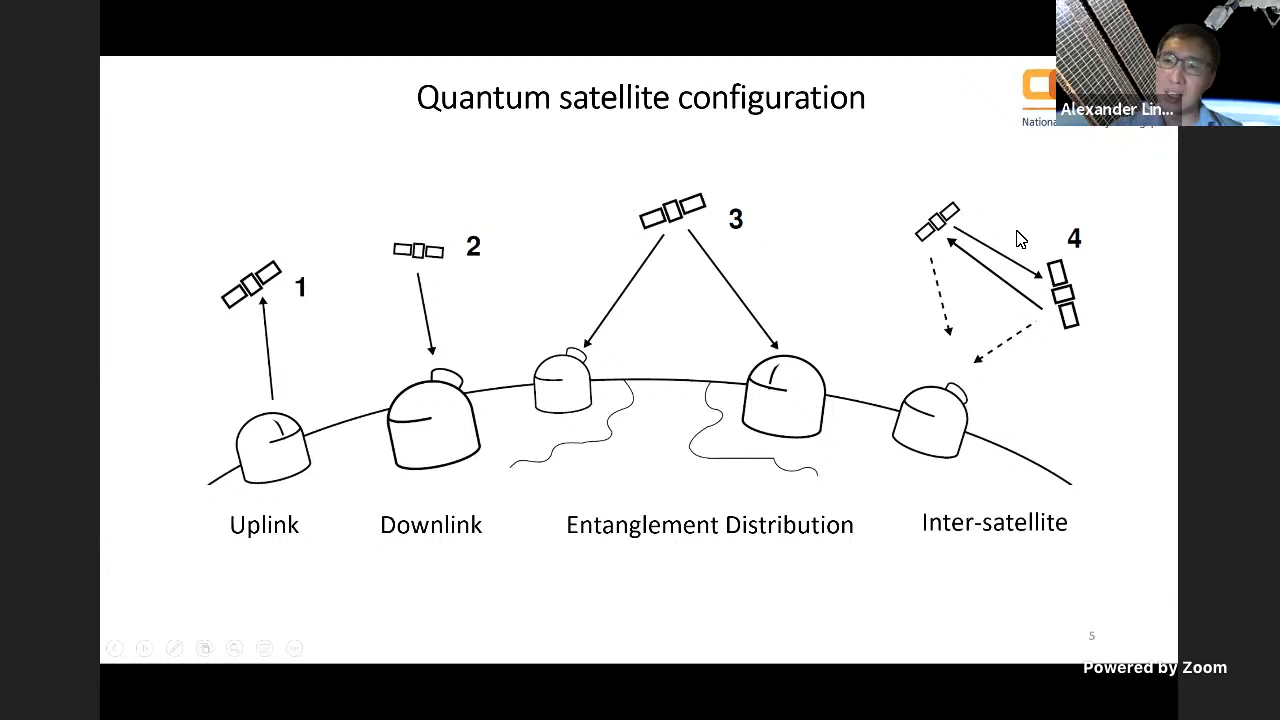 Quantum satellite configuration
Alexander Lin...
1
2
3
4
Uplink
Downlink
Entanglement Distribution
Inter-satellite
5
Powered by Zoom